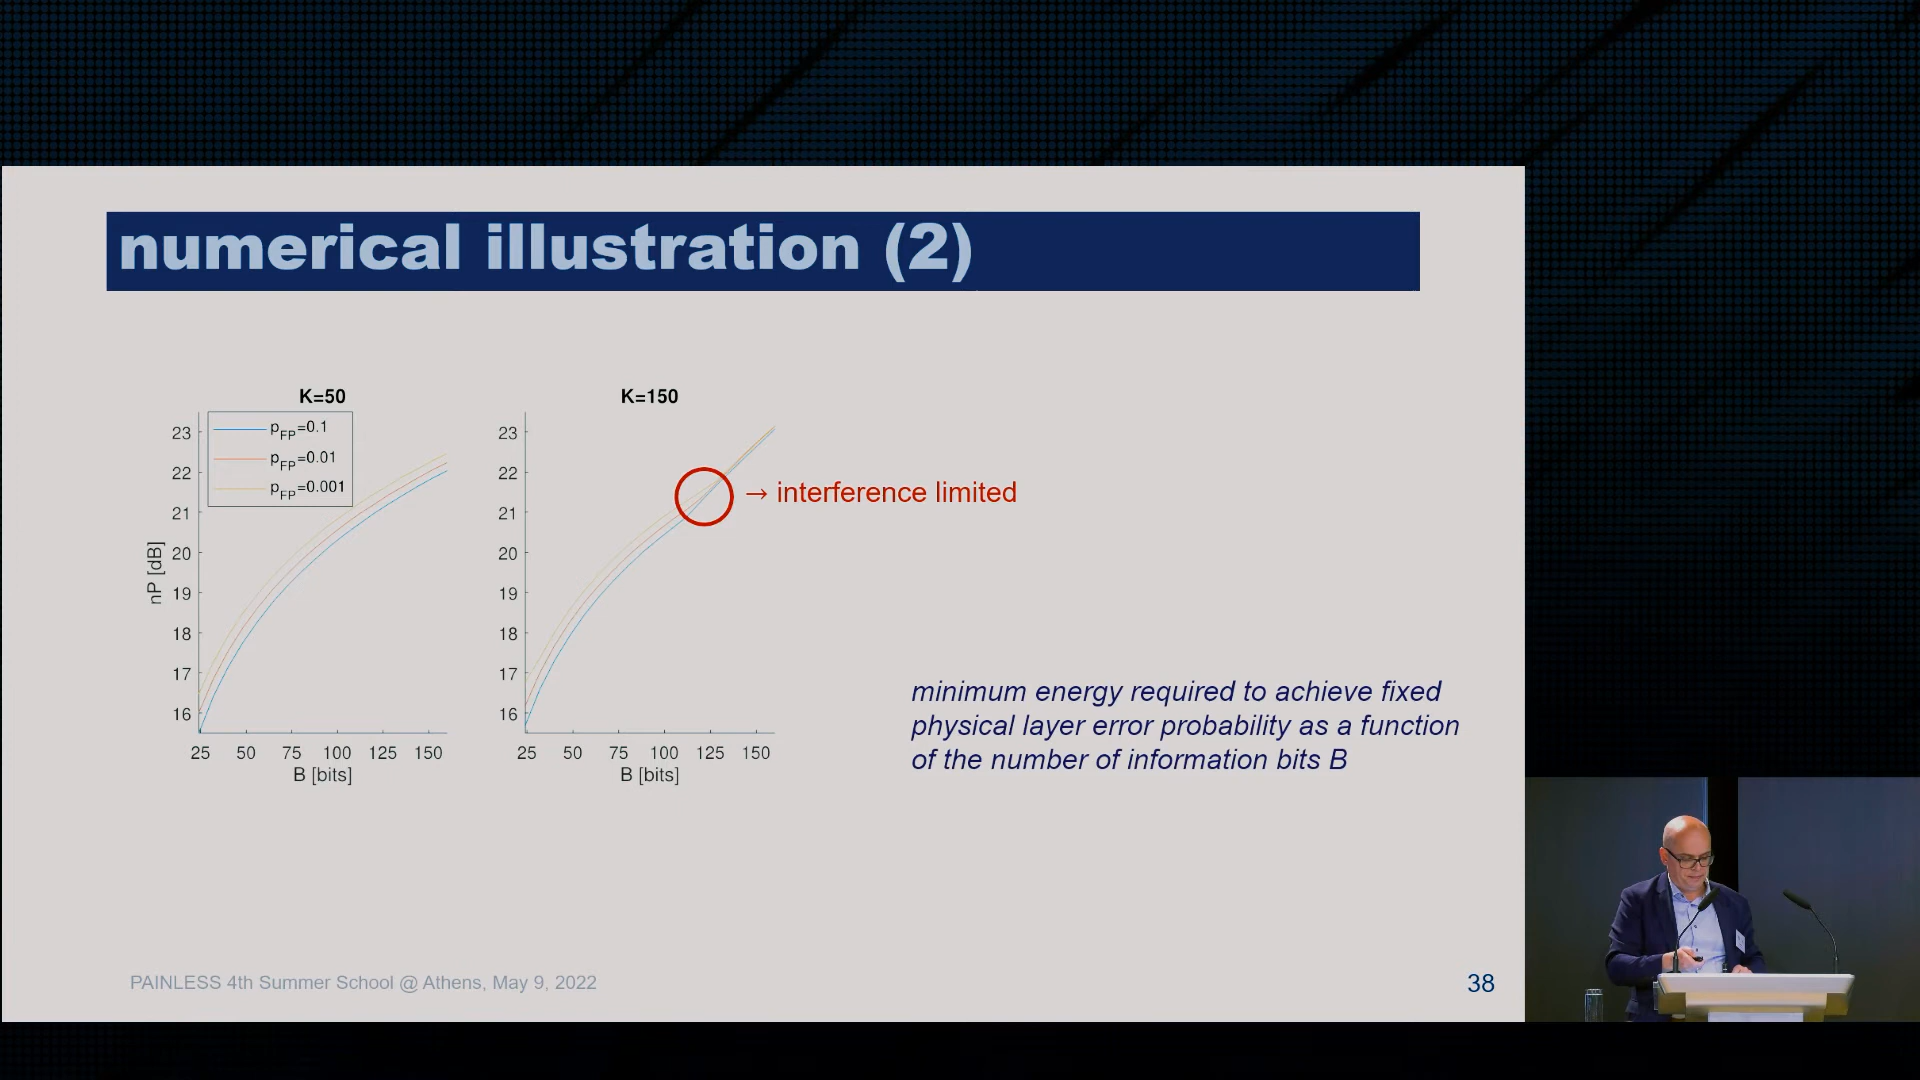 numerical illustration (2)
K=50
pFP=0.1
pFP=0.01
pFP=0.001
23
22
21
20
19
18
17
16
nP [dB]
25 50 75 100 125 150
B [bits]
K=150
23
22
21
20
19
18
17
16
25 50 75 100 125 150
B [bits]
→ interference limited
minimum energy required to achieve fixed
physical layer error probability as a function
of the number of information bits B
PAINLESS 4th Summer School @ Athens, May 9, 2022
38